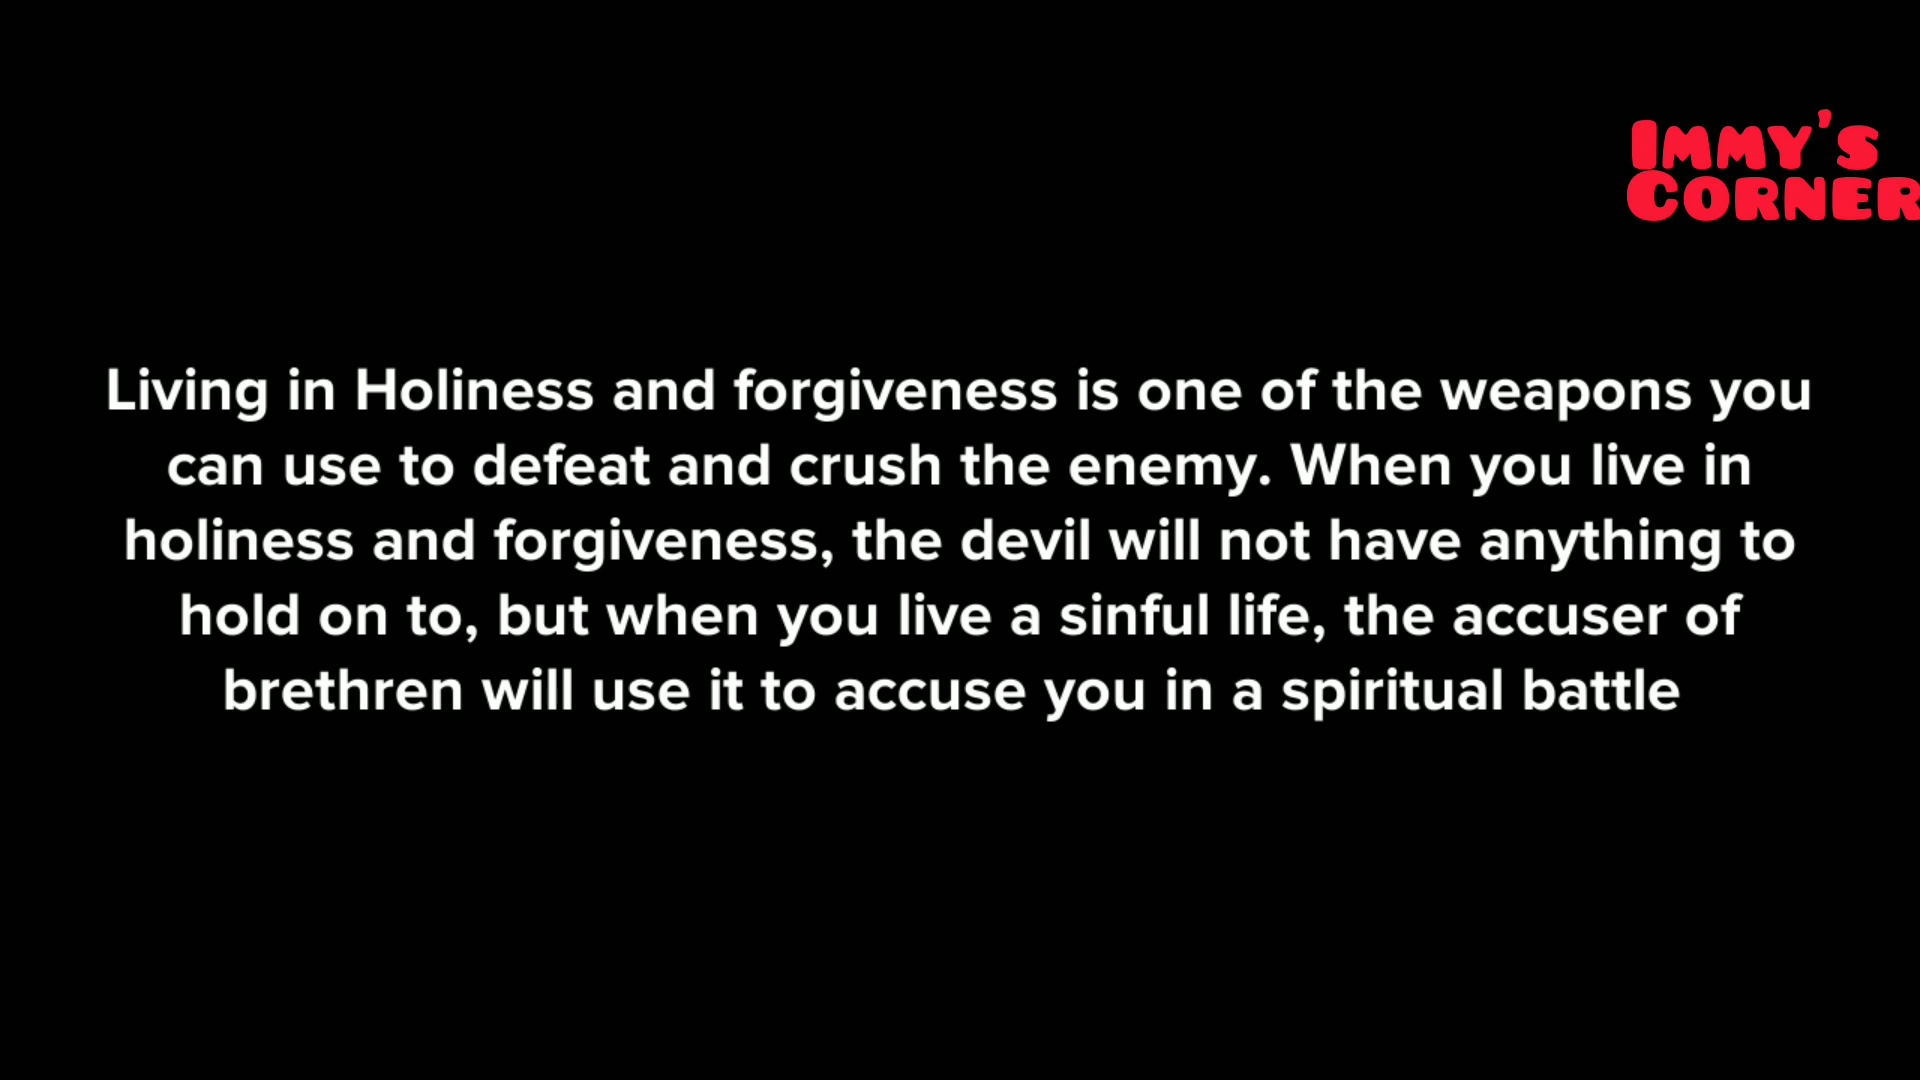 Immy's
Corner
Living in Holiness and forgiveness is one of the weapons you
can use to defeat and crush the enemy. When you live in
holiness and forgiveness, the devil will not have anything to
hold on to, but when you live a sinful life, the accuser of
brethren will use it to accuse you in a spiritual battle